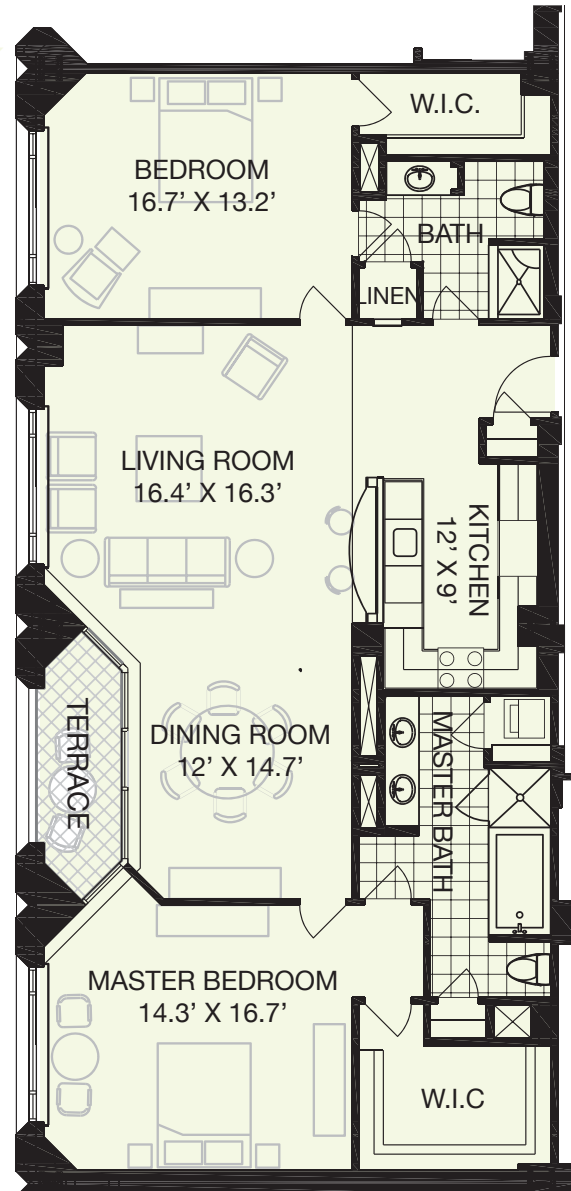 W.I.C.
BEDROOM
16.7’ X 13.2’
BATH
LINEN
LIVING ROOM
16.4’ X 16.3’
KITCHEN
12’ X 9’
TERRACE
DINING ROOM
12’ X 14.7’
MASTER BATH
MASTER BEDROOM
14.3’ X 16.7’
W.I.C